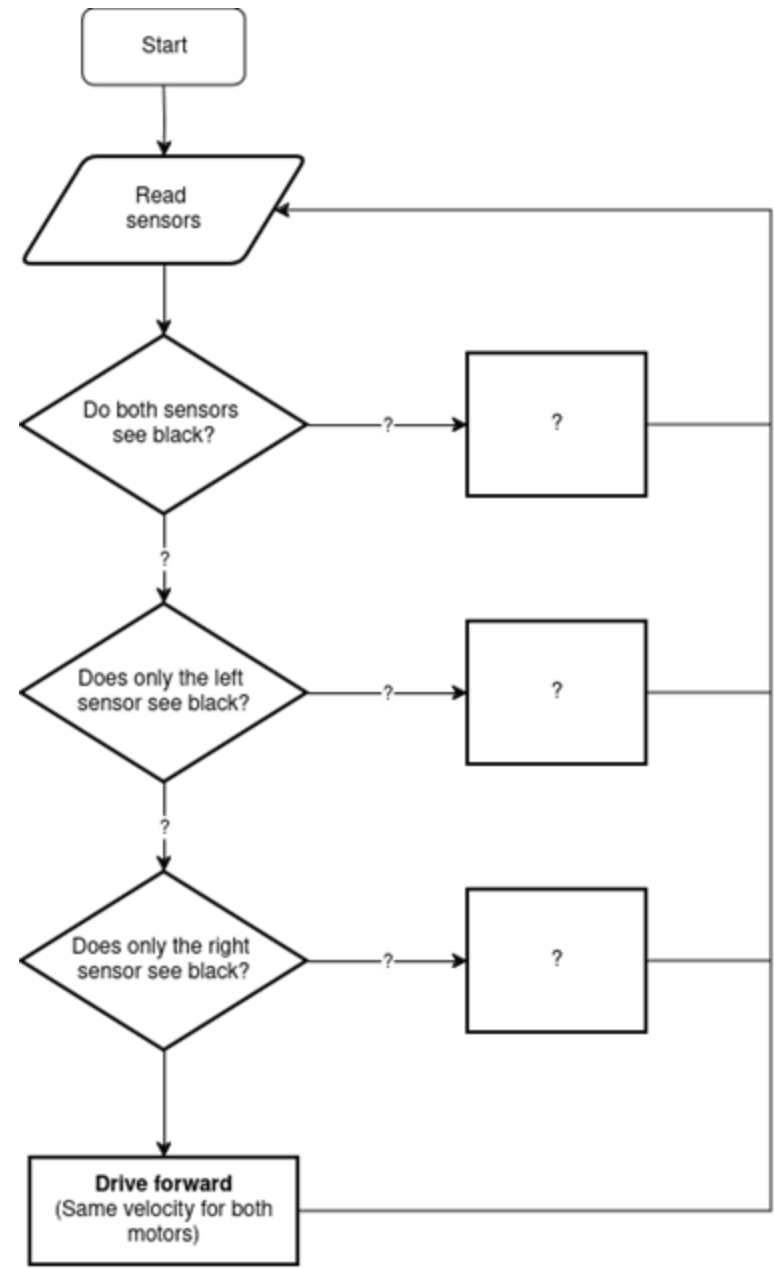 Start
Read
sensors
Do both sensors
see black?
?
?
?
Does only the left
sensor see black?
?
?
?
Does only the right
sensor see black?
?
?
Drive forward
(Same velocity for both
motors)